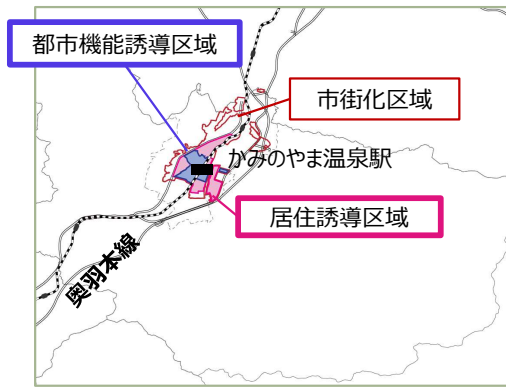 都市機能誘導区域
市街化区域
かみのやま温泉駅
居住誘導区域
奥羽本線